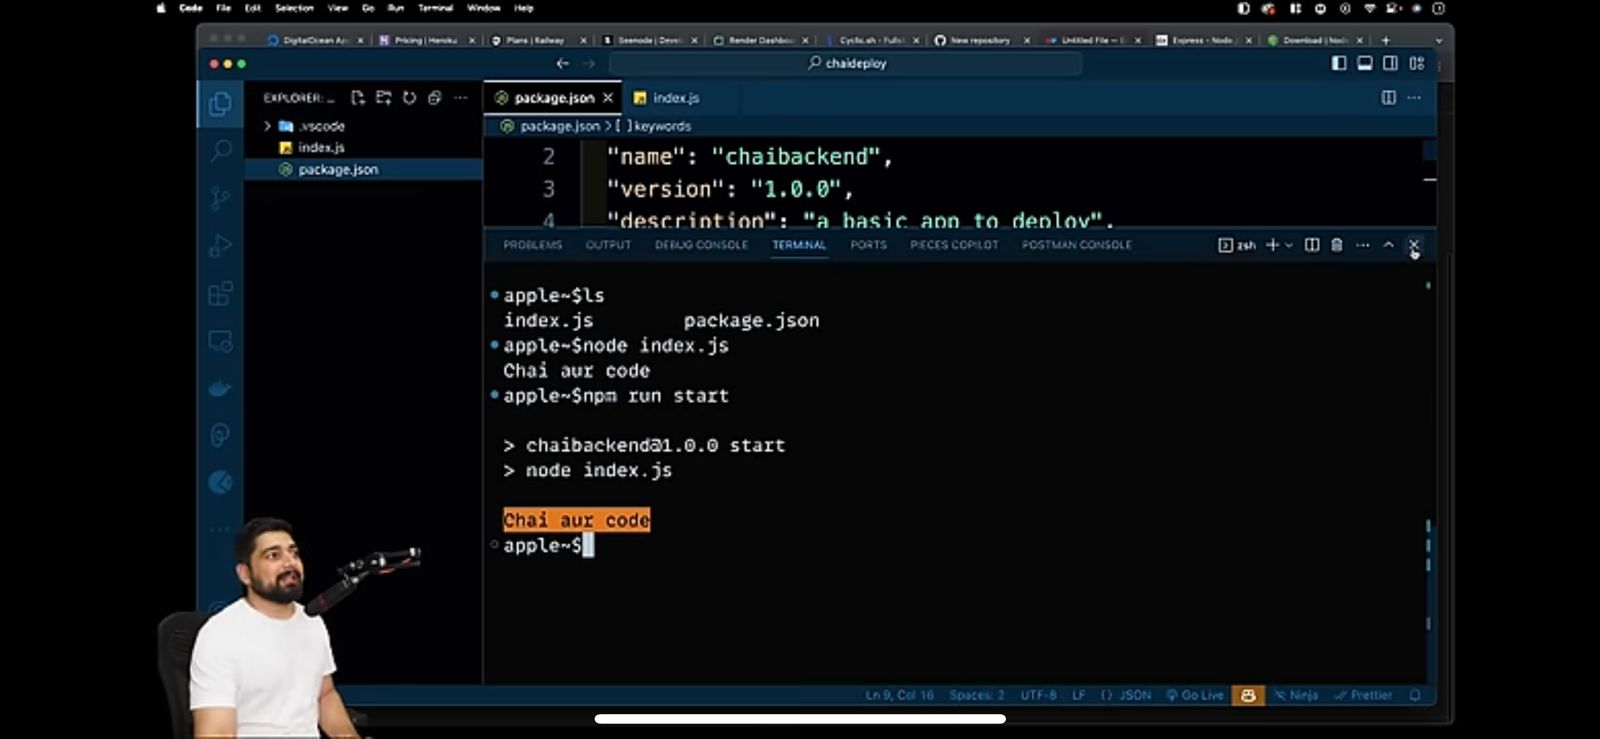 Code File Edit Selection View Go Run Terminal Window Help
DigitalOcean Ap Pricing | Heroku Plans | Railway Seenode | Devel Render Dashbo Cyclic.sh - Fulls New repository Untitled File — E Express - Node. Download | Nod
chaideploy
EXPLORER: ...
.vscode
index.js
package.json
package.json index.js
package.json > [ ] keywords
2 "name": "chaibackend",
3 "version": "1.0.0",
4 "description": "a basic app to deploy",
PROBLEMS OUTPUT DEBUG CONSOLE TERMINAL PORTS PIECES COPILOT POSTMAN CONSOLE zsh
apple~$ls
index.js package.json
apple~$node index.js
Chai aur code
apple~$npm run start
> chaibackend@1.0.0 start
> node index.js
Chai aur code
apple~$
Ln 9, Col 16 Spaces: 2 UTF-8 LF {} JSON Go Live Ninja Prettier